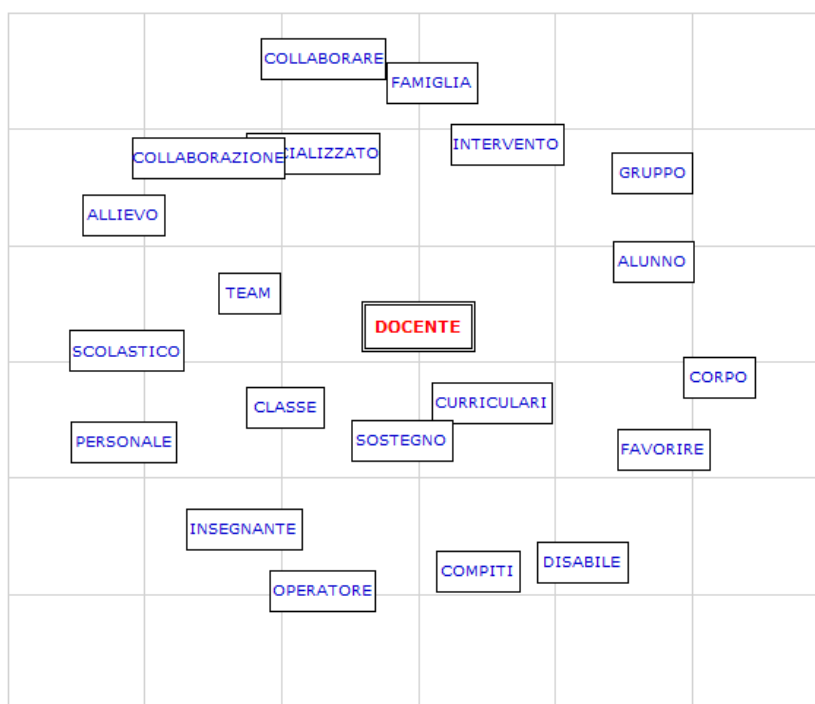 COLLABORARE
FAMIGLIA
INTERVENTO
CIALIZZATO
COLLABORAZIONE
GRUPPO
ALLIEVO
ALUNNO
TEAM
DOCENTE
SCOLASTICO
CORPO
CURRICULARI
CLASSE
SOSTEGNO
PERSONALE
FAVORIRE
INSEGNANTE
DISABILE
COMPITI
OPERATORE